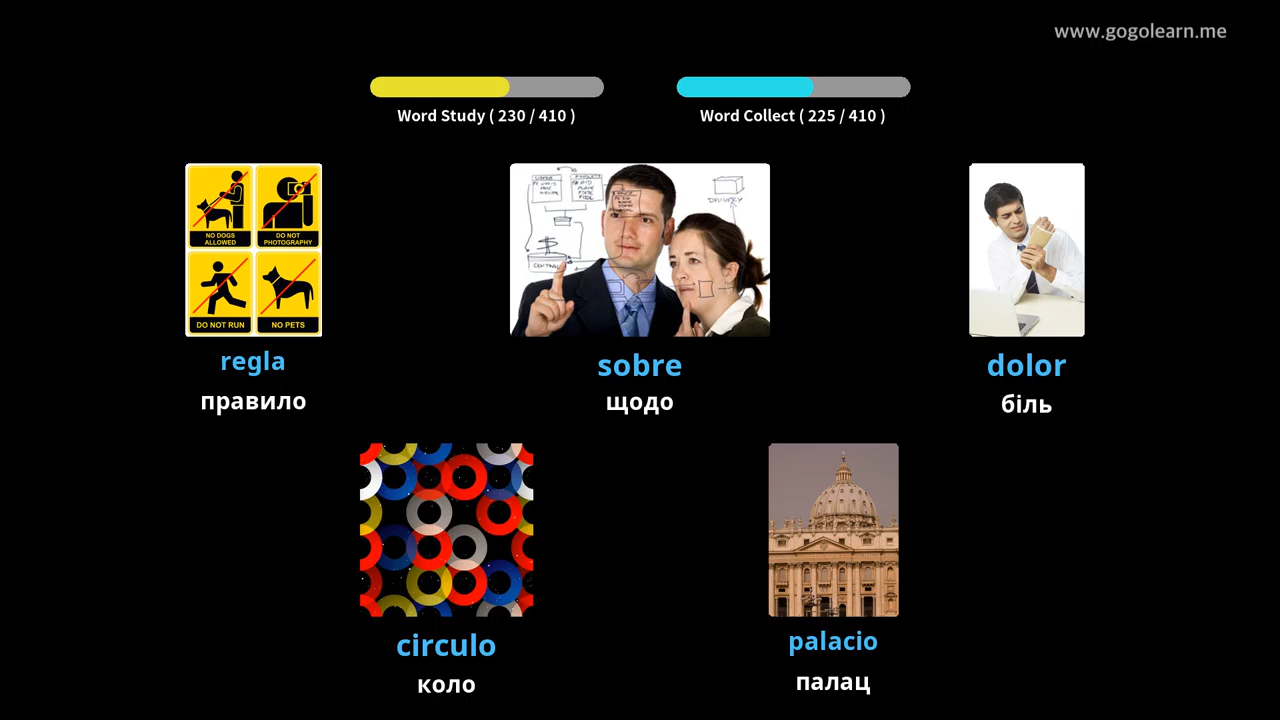 www.gogolearn.me
Word Study ( 230 / 410 )
Word Collect ( 225 / 410 )
NO DOGS
ALLOWED
DO NOT
PHOTOGRAPHY
DO NOT RUN
NO PETS
DELIVERY
regla
sobre
dolor
правило
щодо
біль
circulo
palacio
коло
палац